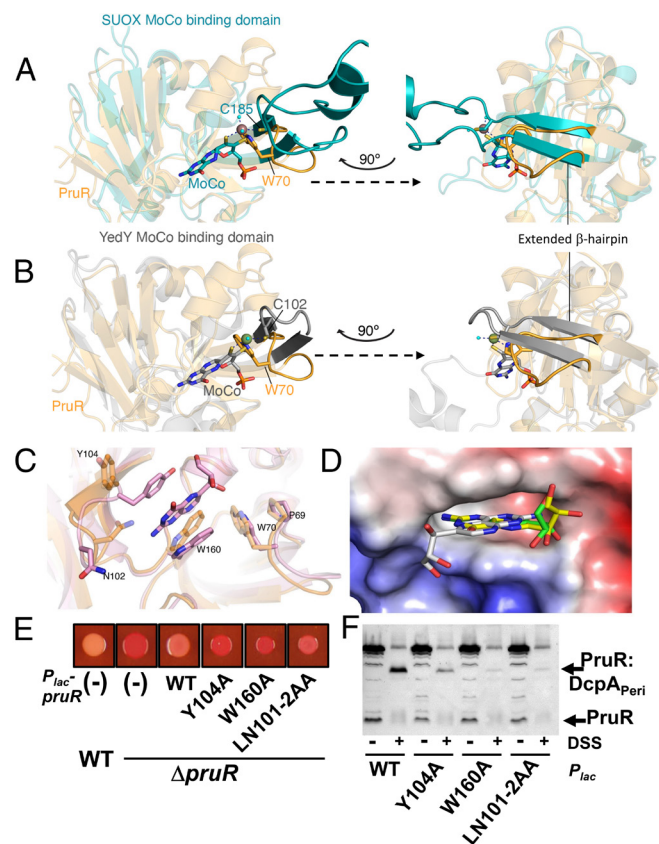 SUOX MoCo binding domain
A
C185
PruR
MoCo
W70
90º
YedY MoCo binding domain
Extended β-hairpin
B
C102
90º
PruR
MoCo
W70
C
D
Y104
P69
W70
W160
N102
E
F
PruR:
DcpAPeri
PruR
Plac-
pruR
(-) (-) WT Y104A W160A LN101-2AA
WT ΔpruR
- + - + - + - + DSS
WT Y104A W160A LN101-2AA Plac